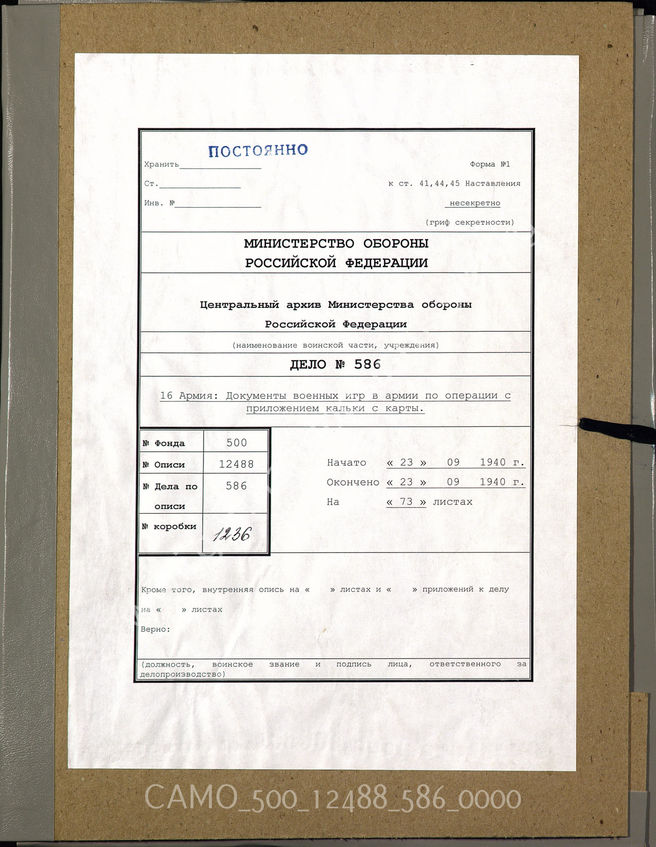 ПОСТОЯННО
Хранить
Форма №1
Ст.
к ст. 41,44,45 Наставления
Инв. №
несекретно
(гриф секретности)
МИНИСТЕРСТВО ОБОРОНЫ
РОССИЙСКОЙ ФЕДЕРАЦИИ
Центральный архив Министерства обороны
Российской Федерации
(наименование воинской части, учреждения)
ДЕЛО № 586
16 Армия: Документы военных игр в армии по операции с
приложением кальки с карты.
№ Фонда 500
№ Описи 12488
№ Дела по 586
описи
№ коробки 1236
Начато « 23 » 09 1940 г.
Окончено « 23 » 09 1940 г.
На « 73 » листах
Кроме того, внутренняя опись на « » листах и « » приложений к делу
на « » листах
Верно:
(должность, воинское звание и подпись лица, ответственного за
делопроизводство)
CAMO_500_12488_586_0000